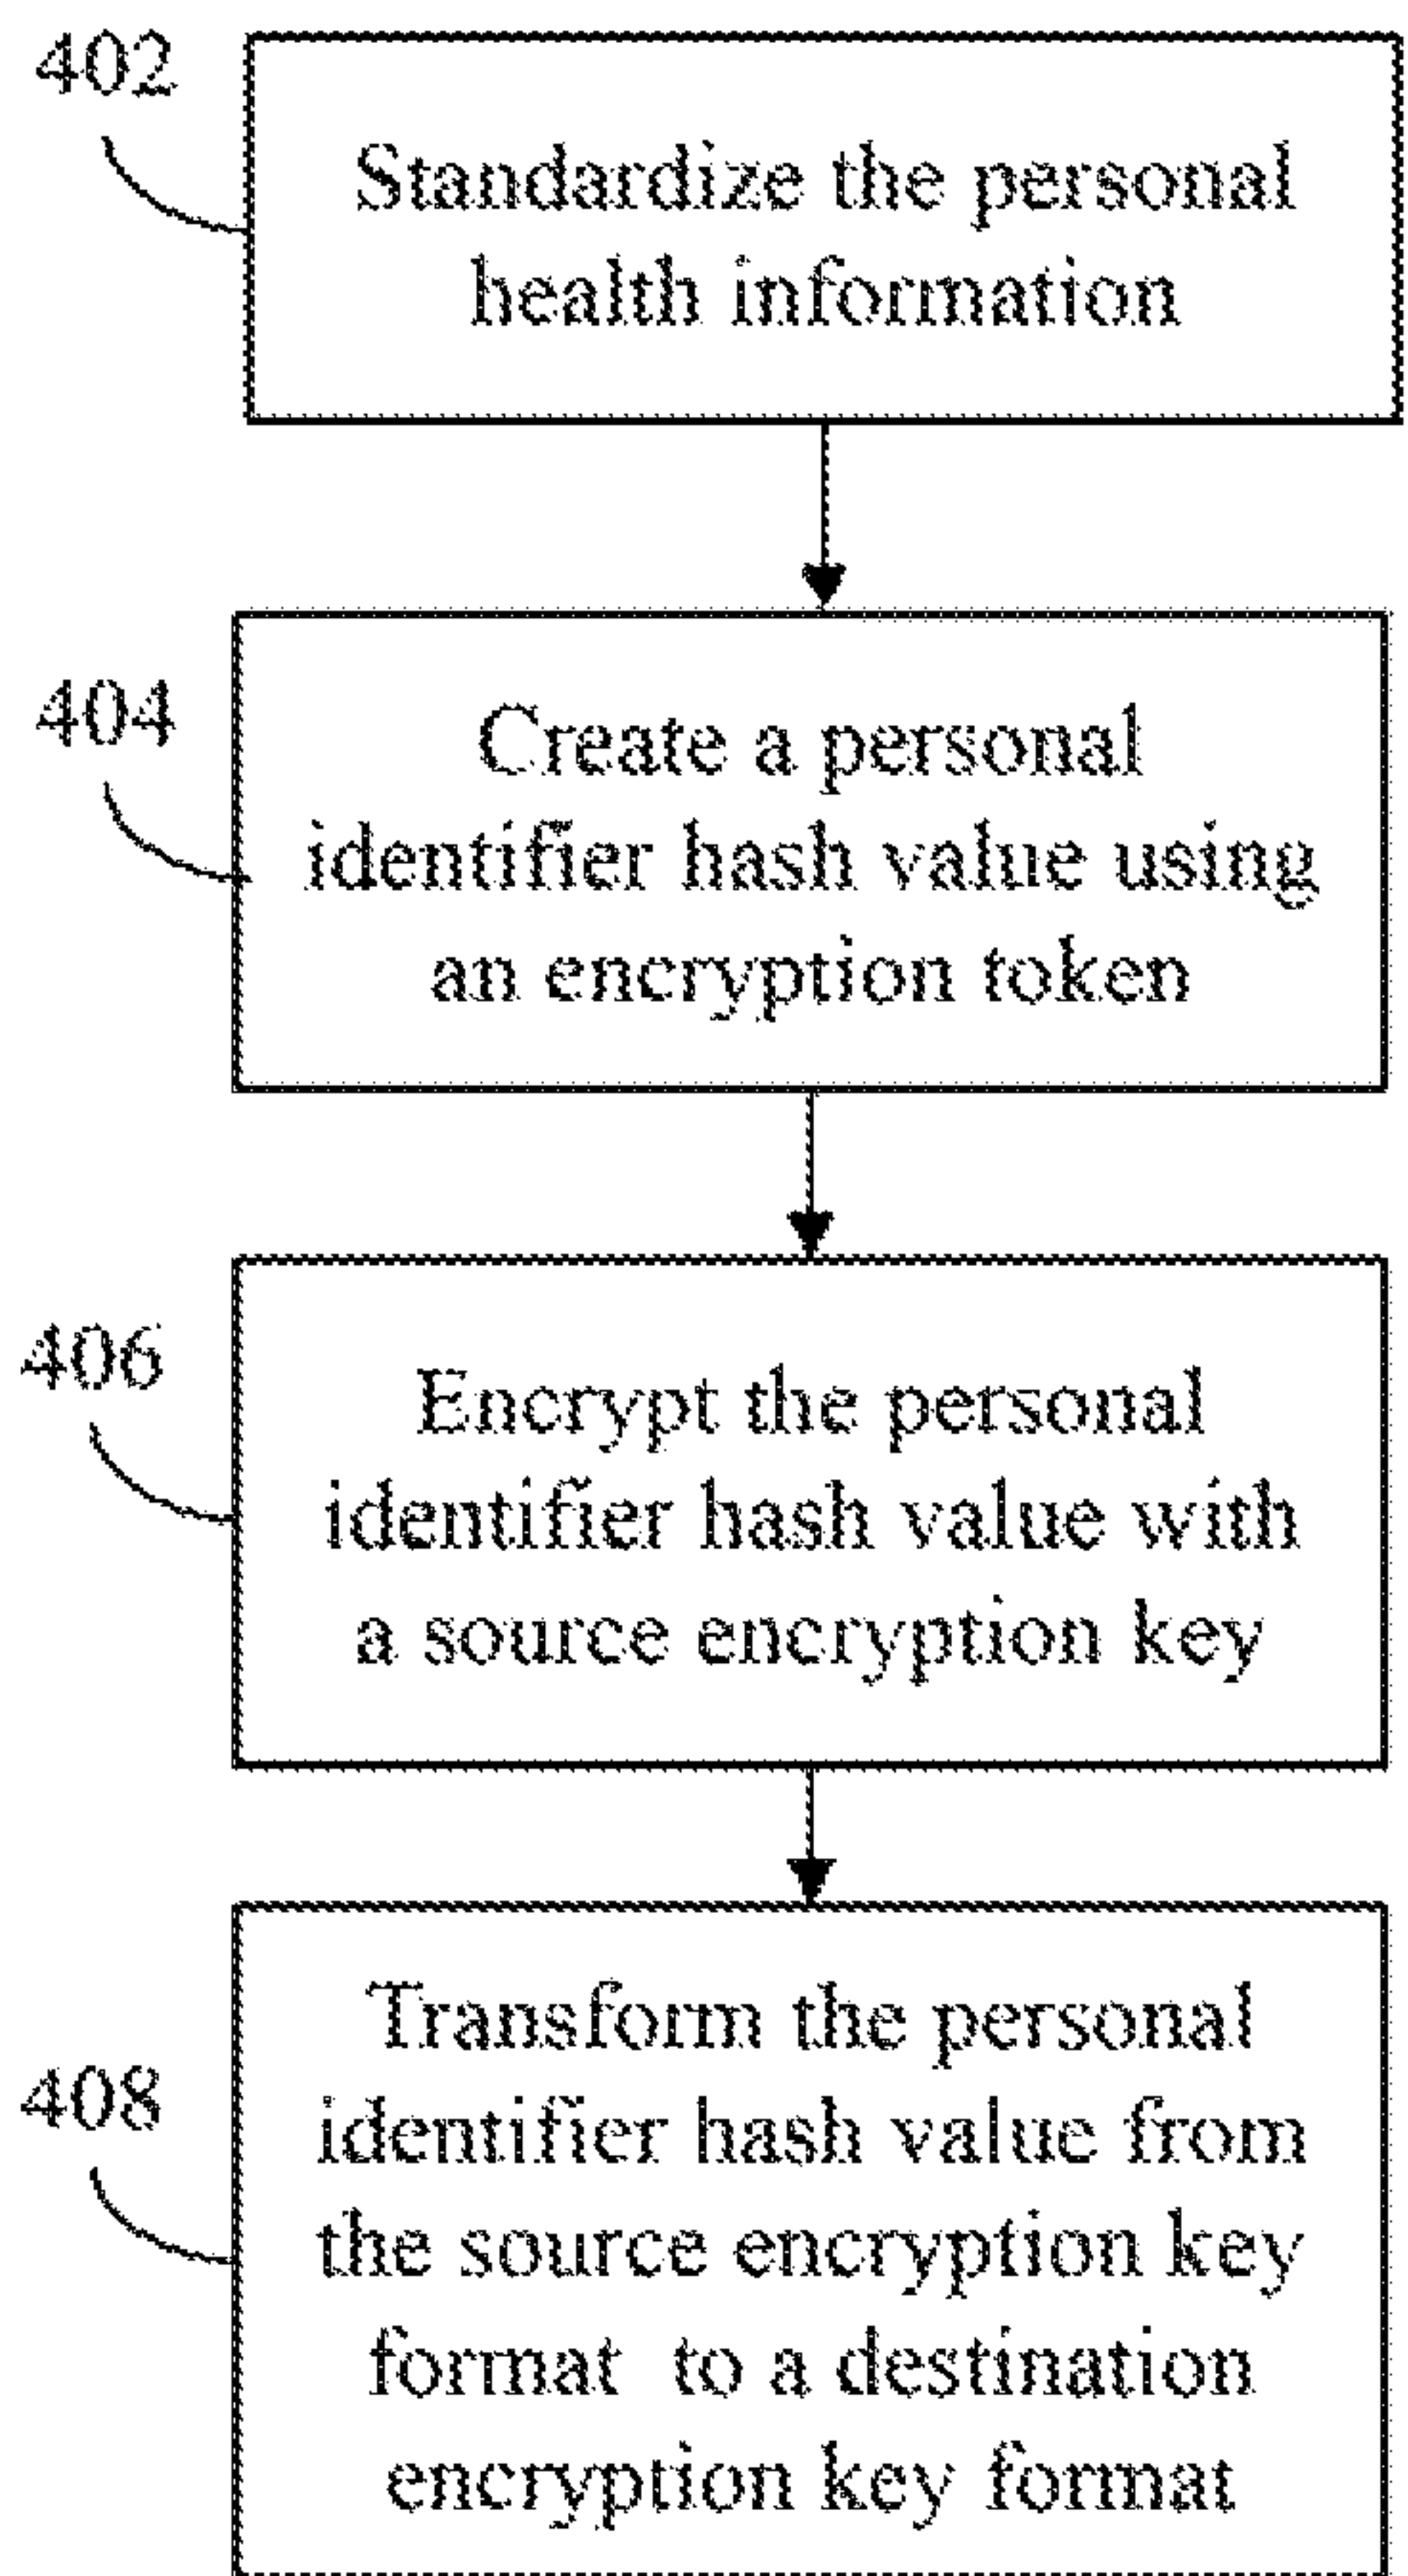 402
Standardize the personal
health information
404
Create a personal
identifier hash value using
an encryption token
406
Encrypt the personal
identifier hash value with
a source encryption key
408
Transform the personal
identifier hash value from
the source encryption key
format to a destination
encryption key format